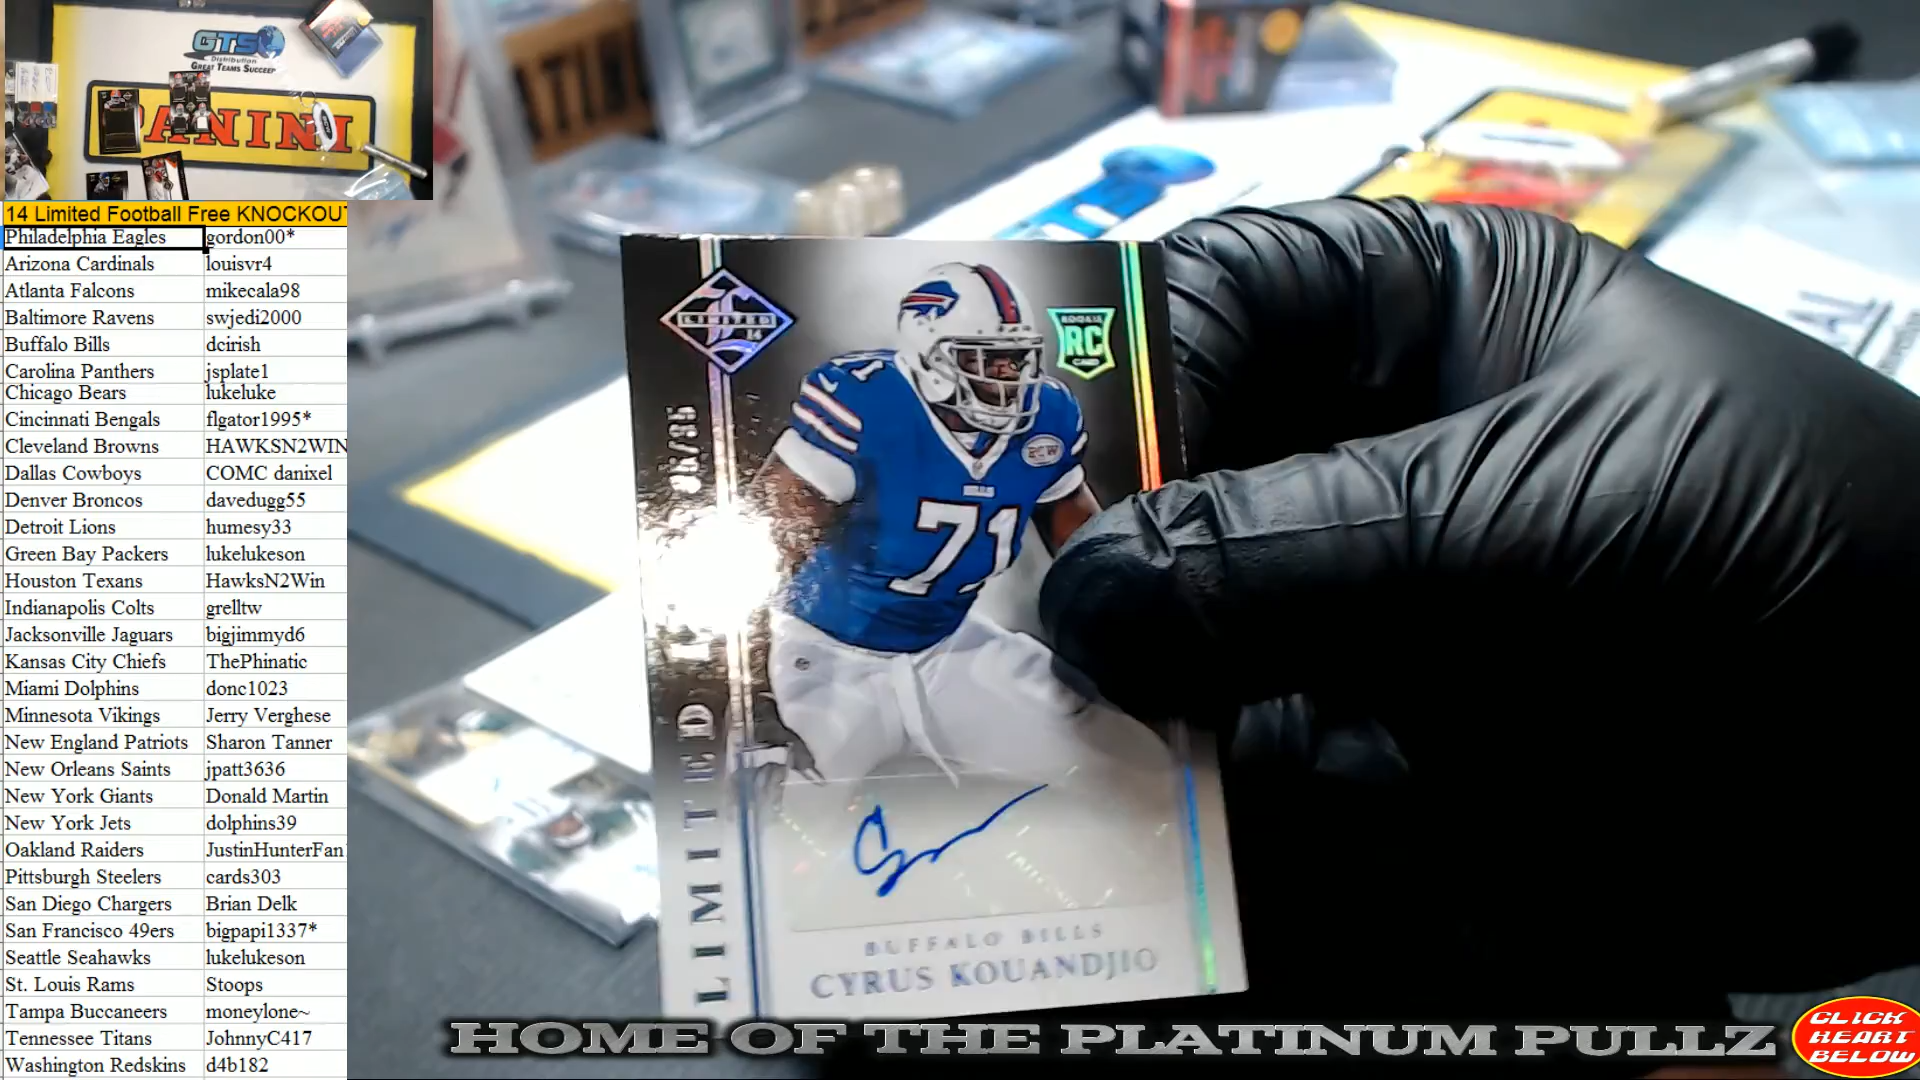 GTS
Distribution
GREAT TEAMS SUCCEED
PANINI
14 Limited Football Free KNOCKOUT
Philadelphia Eagles gordon00*
Arizona Cardinals louisvr4
Atlanta Falcons mikecala98
Baltimore Ravens swjedi2000
Buffalo Bills dcirish
Carolina Panthers jsplate1
Chicago Bears lukeluke
Cincinnati Bengals flgator1995*
Cleveland Browns HAWKSN2WIN
Dallas Cowboys COMC danixel
Denver Broncos davedugg55
Detroit Lions humesy33
Green Bay Packers lukelukeson
Houston Texans HawksN2Win
Indianapolis Colts grelltw
Jacksonville Jaguars bigjimmyd6
Kansas City Chiefs ThePhinatic
Miami Dolphins donc1023
Minnesota Vikings Jerry Verghese
New England Patriots Sharon Tanner
New Orleans Saints jpatt3636
New York Giants Donald Martin
New York Jets dolphins39
Oakland Raiders JustinHunterFan
Pittsburgh Steelers cards303
San Diego Chargers Brian Delk
San Francisco 49ers bigpapi1337*
Seattle Seahawks lukelukeson
St. Louis Rams Stoops
Tampa Buccaneers moneylone~
Tennessee Titans JohnnyC417
Washington Redskins d4b182
LIMITED
14
ROOKIE
RC
CARD
71
71
RCW
BILLS
71
LIMITED
BUFFALO BILLS
CYRUS KOUANDJIO
HOME OF THE PLATINUM PULLZ
CLICK
HEART
BELOW